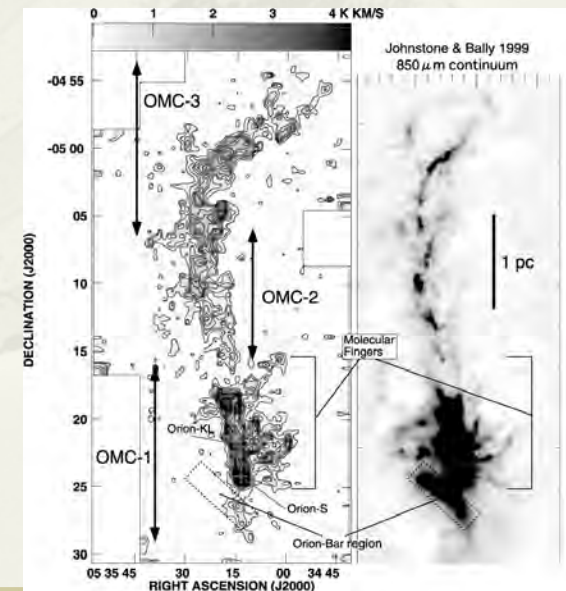 0 1 2 3 4 K KM/S
Johnstone & Bally 1999
850 μm continuum
-04 55
OMC-3
-05 00
05
1 pc
10
OMC-2
DECLINATION (J2000)
Molecular
Fingers
15
20
Orion-KL
OMC-1
25
Orion-S
Orion-Bar region
30
05 35 45 30 15 00 34 45
RIGHT ASCENSION (J2000)